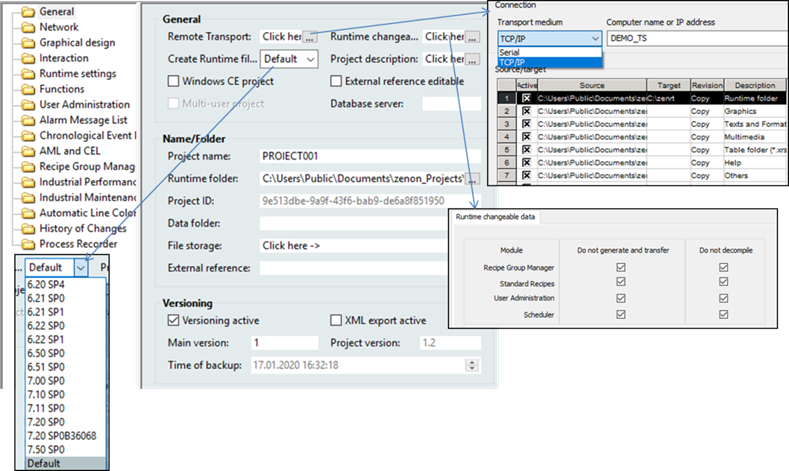 General
Network
Graphical design
Interaction
Runtime settings
Functions
User Administration
Alarm Message List
Chronological Event I
AML and CEL
Recipe Group Manag
Industrial Performanc
Industrial Maintenanc
Automatic Line Color
History of Changes
Process Recorder
Default
6.20 SP4
6.21 SP0
6.21 SP1
6.22 SP0
6.22 SP1
6.50 SP0
6.51 SP0
7.00 SP0
7.10 SP0
7.11 SP0
7.20 SP0
7.20 SP0B36068
7.50 SP0
Default
General
Remote Transport: Click her ... Runtime changea... Click her ...
Create Runtime fil... Default Project description: Click her ...
Windows CE project External reference editable
Multi-user project Database server:
Name/Folder
Project name: PROIECT001
Runtime folder: C:\Users\Public\Documents\zenon_Projects\ ...
Project ID: 9e513dbe-9a9f-43f6-bab9-de6a8f851950
Data folder:
File storage: Click here ->
External reference:
Versioning
Versioning active XML export active
Main version: 1 Project version: 1.2
Time of backup: 17.01.2020 16:32:18
Connection
Transport medium Computer name or IP address
TCP/IP DEMO_TS
Serial
TCP/IP
Source/target
Active Source Target Revision Description
1 C:\Users\Public\Documents\zei C:\zenrt Copy Runtime folder
2 C:\Users\Public\Documents\zei Copy Graphics
3 C:\Users\Public\Documents\zei Copy Texts and Format
4 C:\Users\Public\Documents\zei Copy Multimedia
5 C:\Users\Public\Documents\zei Copy Table folder (*.xrs
6 C:\Users\Public\Documents\zei Copy Help
7 C:\Users\Public\Documents\zei Copy Others
Runtime changeable data
Module Do not generate and transfer Do not decompile
Recipe Group Manager
Standard Recipes
User Administration
Scheduler